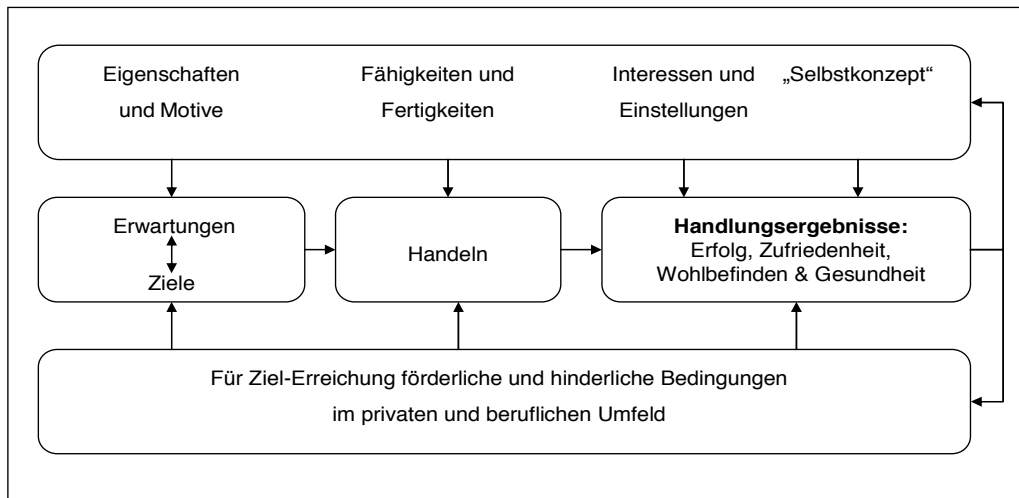 Eigenschaften
und Motive
Fähigkeiten und
Fertigkeiten
Interessen und
Einstellungen
„Selbstkonzept“
Erwartungen
Ziele
Handeln
Handlungsergebnisse:
Erfolg, Zufriedenheit,
Wohlbefinden & Gesundheit
Für Ziel-Erreichung förderliche und hinderliche Bedingungen
im privaten und beruflichen Umfeld